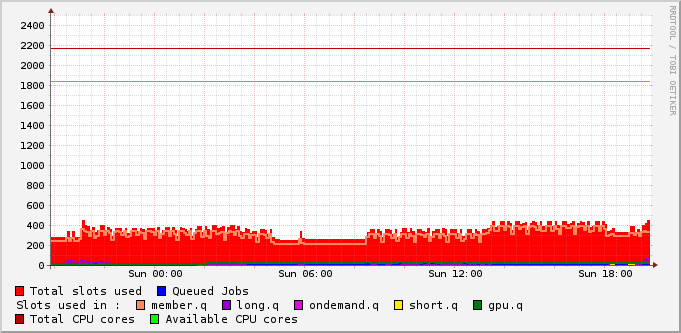 RRDTOOL / TOBI OETIKER
2400
2200
2000
1800
1600
1400
1200
1000
800
600
400
200
0
Sun 00:00 Sun 06:00 Sun 12:00 Sun 18:00
Total slots used Queued Jobs
Slots used in : member.q long.q ondemand.q short.q gpu.q
Total CPU cores Available CPU cores